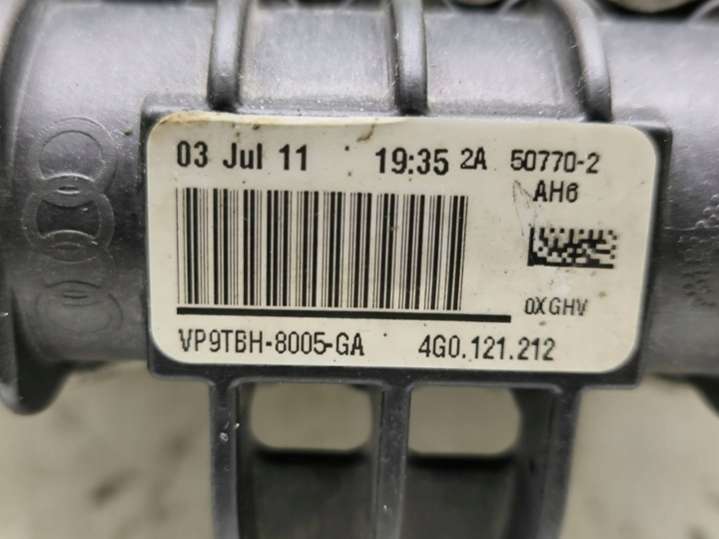 03 Jul 11 19:35 2A 50770-2
AH6
0XGHV
VP9TBH-8005-GA 4G0.121.212